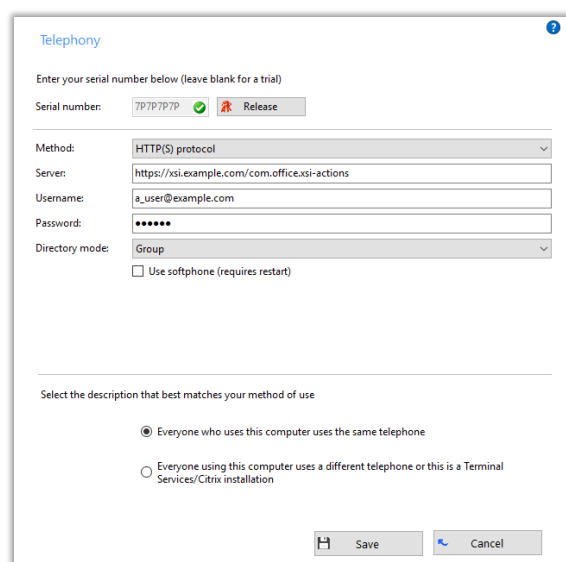 ?
Telephony
Enter your serial number below (leave blank for a trial)
Serial number: 7P7P7P7P Release
Method: HTTP(S) protocol
Server: https://xsi.example.com/com.office.xsi-actions
Username: a_user@example.com
Password: ••••••
Directory mode: Group
Use softphone (requires restart)
Select the description that best matches your method of use
Everyone who uses this computer uses the same telephone
Everyone using this computer uses a different telephone or this is a Terminal
Services/Citrix installation
Save Cancel